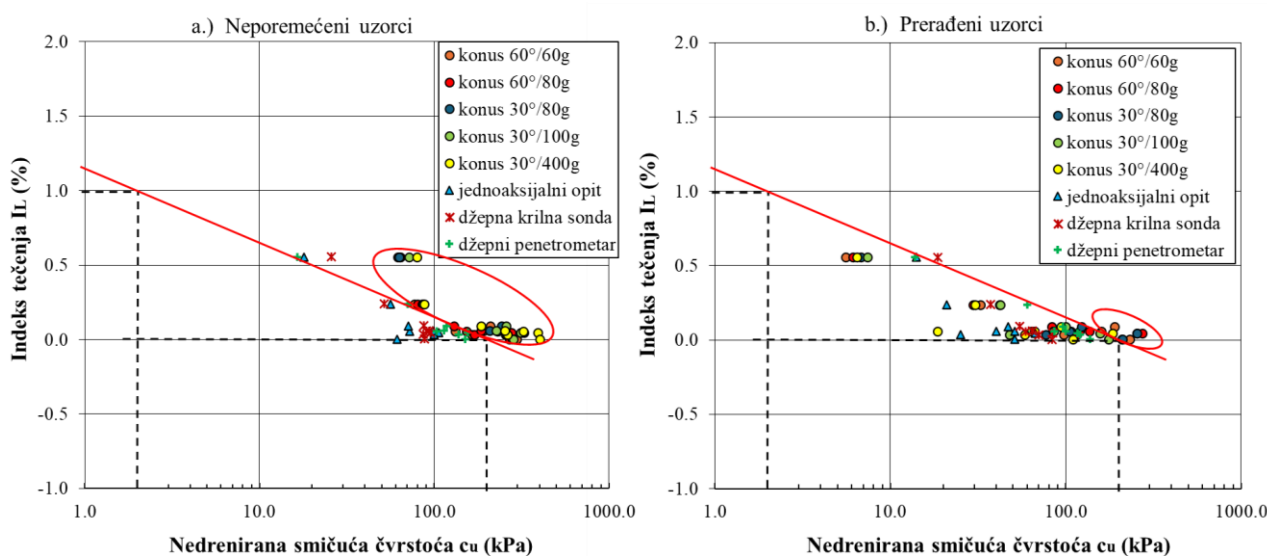 a.) Neporemećeni uzorci
2.0
1.5
1.0
0.5
0.0
-0.5
-1.0
Indeks tečenja IL (%)
konus 60°/60g
konus 60°/80g
konus 30°/80g
konus 30°/100g
konus 30°/400g
jednoaksijalni opit
džepna krilna sonda
džepni penetrometar
1.0 10.0 100.0 1000.0
Nedrenirana smičuća čvrstoća cu (kPa)
b.) Prerađeni uzorci
2.0
1.5
1.0
0.5
0.0
-0.5
-1.0
Indeks tečenja IL (%)
konus 60°/60g
konus 60°/80g
konus 30°/80g
konus 30°/100g
konus 30°/400g
jednoaksijalni opit
džepna krilna sonda
džepni penetrometar
1.0 10.0 100.0 1000.0
Nedrenirana smičuća čvrstoća cu (kPa)